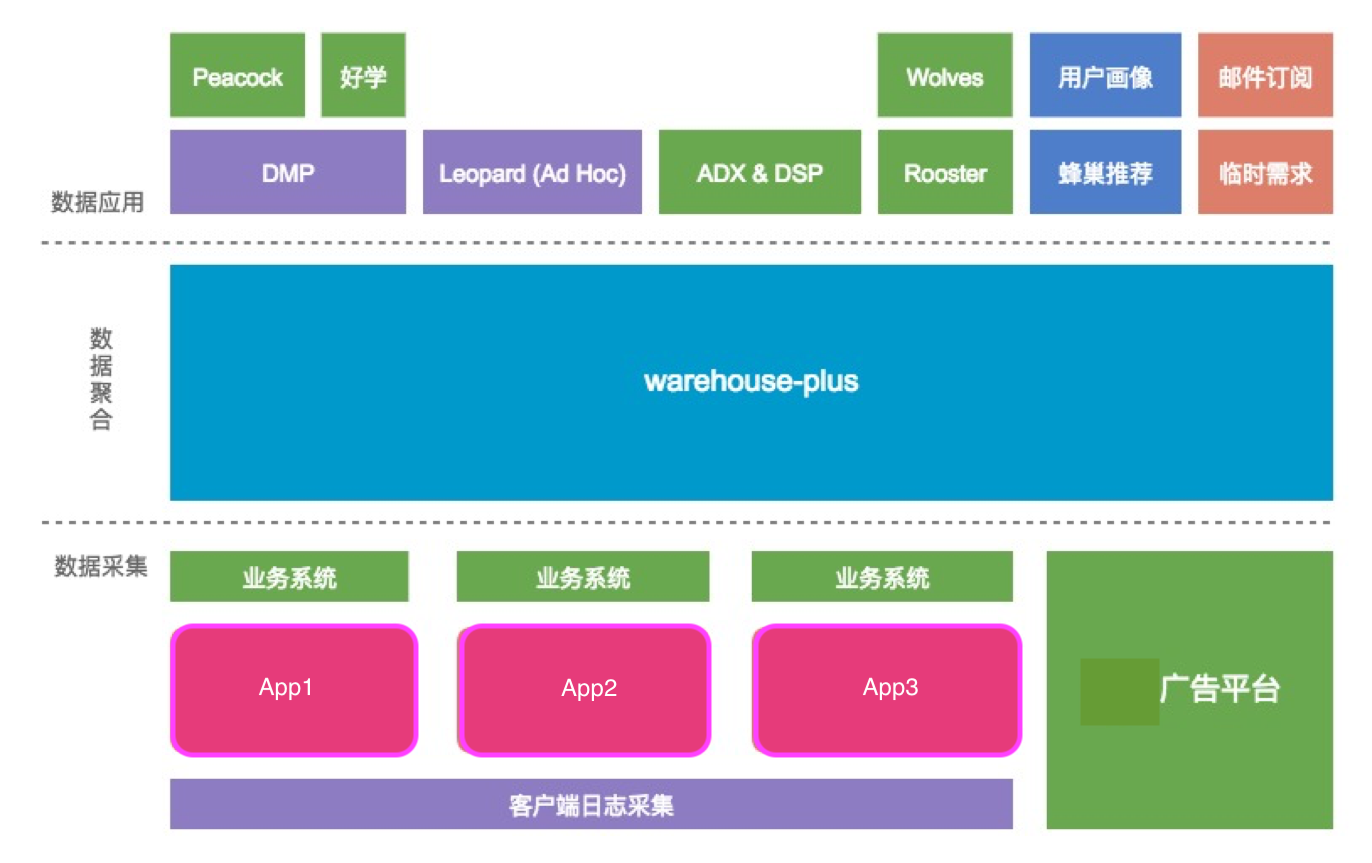 Peacock
好学
Wolves
用户画像
邮件订阅
DMP
Leopard (Ad Hoc)
ADX & DSP
Rooster
蜂巢推荐
临时需求
数据应用
数据聚合
warehouse-plus
数据采集
业务系统
业务系统
业务系统
App1
App2
App3
广告平台
客户端日志采集